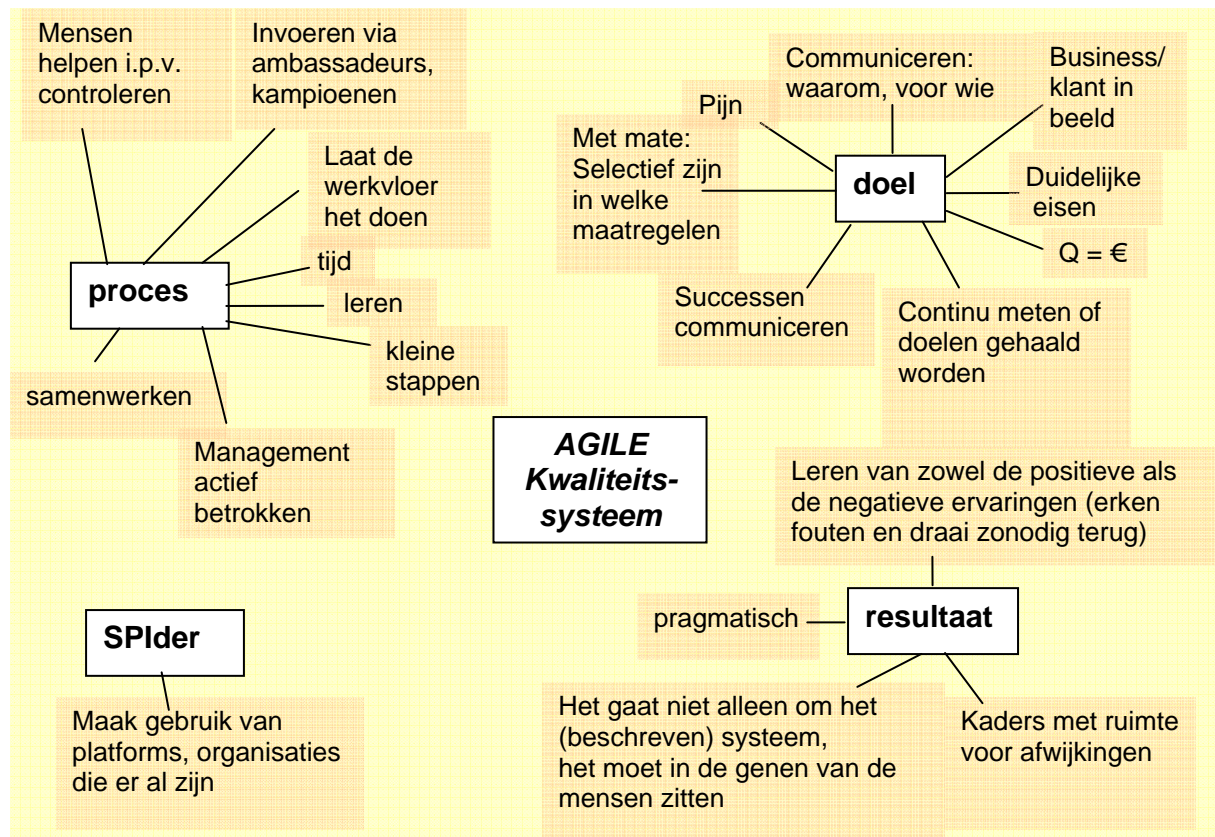 Mensen
helpen i.p.v.
controleren
Invoeren via
ambassadeurs,
kampioenen
Laat de
werkvloer
het doen
tijd
leren
kleine
stappen
proces
samenwerken
Management
actief
betrokken
Communiceren:
waarom, voor wie
Business/
klant in
beeld
Pijn
Met mate:
Selectief zijn
in welke
maatregelen
doel
Duidelijke
eisen
Q = €
Successen
communiceren
Continu meten of
doelen gehaald
worden
AGILE
Kwaliteits-
systeem
Leren van zowel de positieve als
de negatieve ervaringen (erken
fouten en draai zonodig terug)
pragmatisch
resultaat
Het gaat niet alleen om het
(beschreven) systeem,
het moet in de genen van de
mensen zitten
Kaders met ruimte
voor afwijkingen
SPIder
Maak gebruik van
platforms, organisaties
die er al zijn